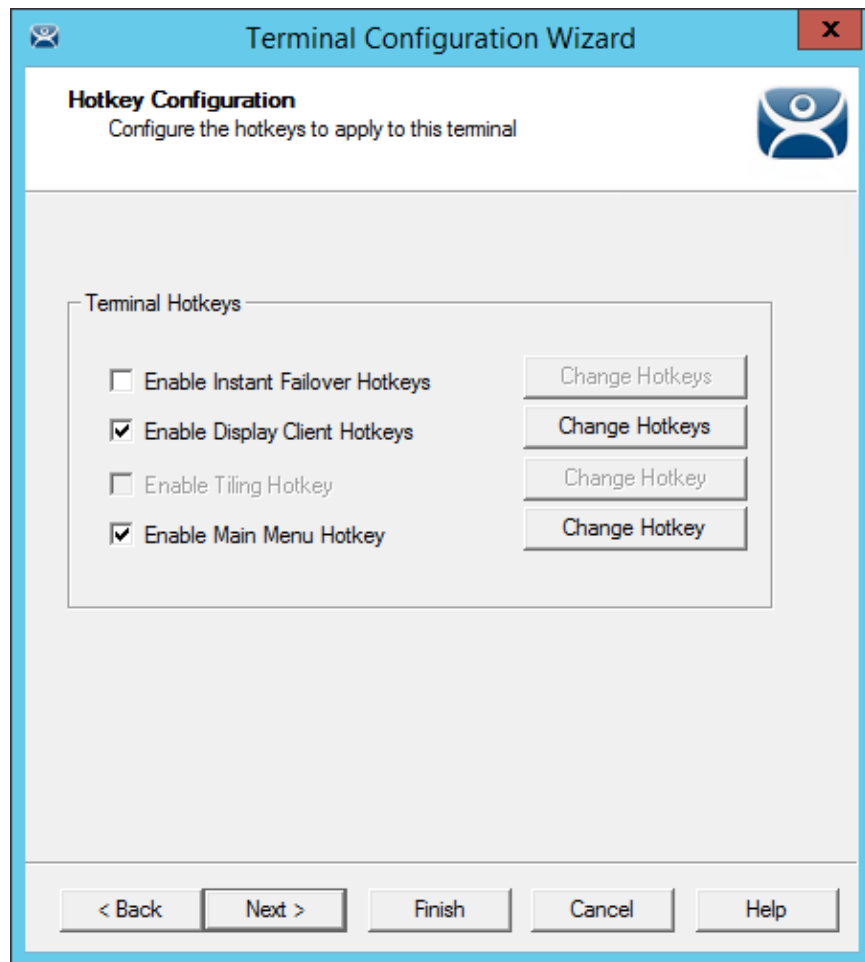 Terminal Configuration Wizard
x
Hotkey Configuration
Configure the hotkeys to apply to this terminal
Terminal Hotkeys
Enable Instant Failover Hotkeys Change Hotkeys
Enable Display Client Hotkeys Change Hotkeys
Enable Tiling Hotkey Change Hotkey
Enable Main Menu Hotkey Change Hotkey
< Back Next > Finish Cancel Help